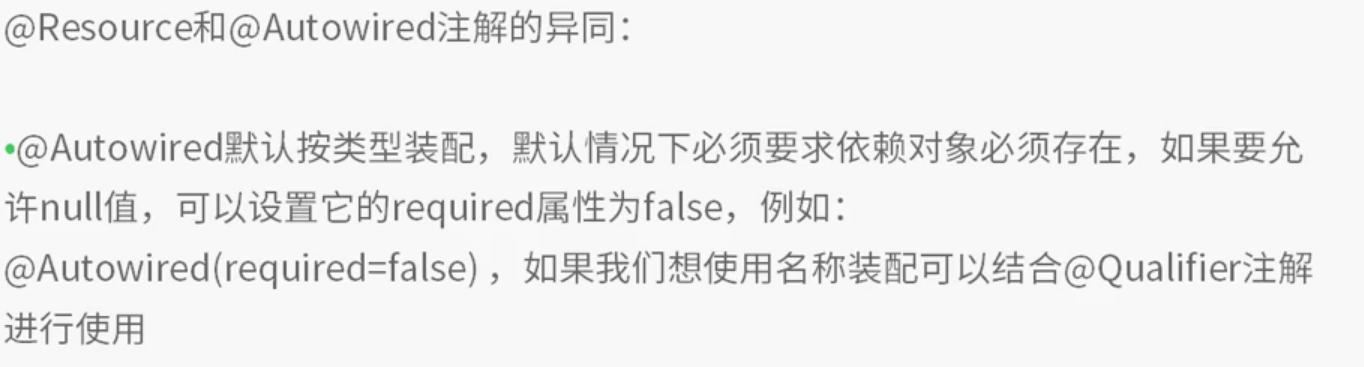 @Resource和@Autowired注解的异同：
•@Autowired默认按类型装配，默认情况下必须要求依赖对象必须存在，如果要允
许null值，可以设置它的required属性为false，例如：
@Autowired(required=false) ，如果我们想使用名称装配可以结合@Qualifier注解
进行使用